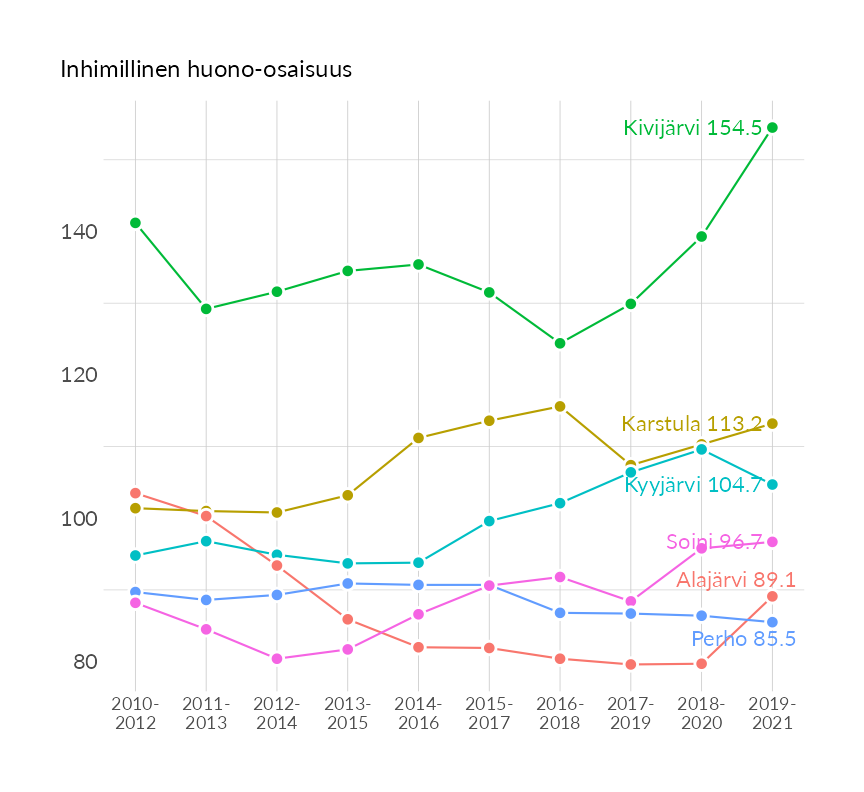 Inhimillinen huono-osaisuus
Kivijärvi 154.5
140
120
Karstula 113.2
Kyyjärvi 104.7
100
Soini 96.7
Alajärvi 89.1
Perho 85.5
80
2010- 2011- 2012- 2013- 2014- 2015- 2016- 2017- 2018- 2019-
2012 2013 2014 2015 2016 2017 2018 2019 2020 2021